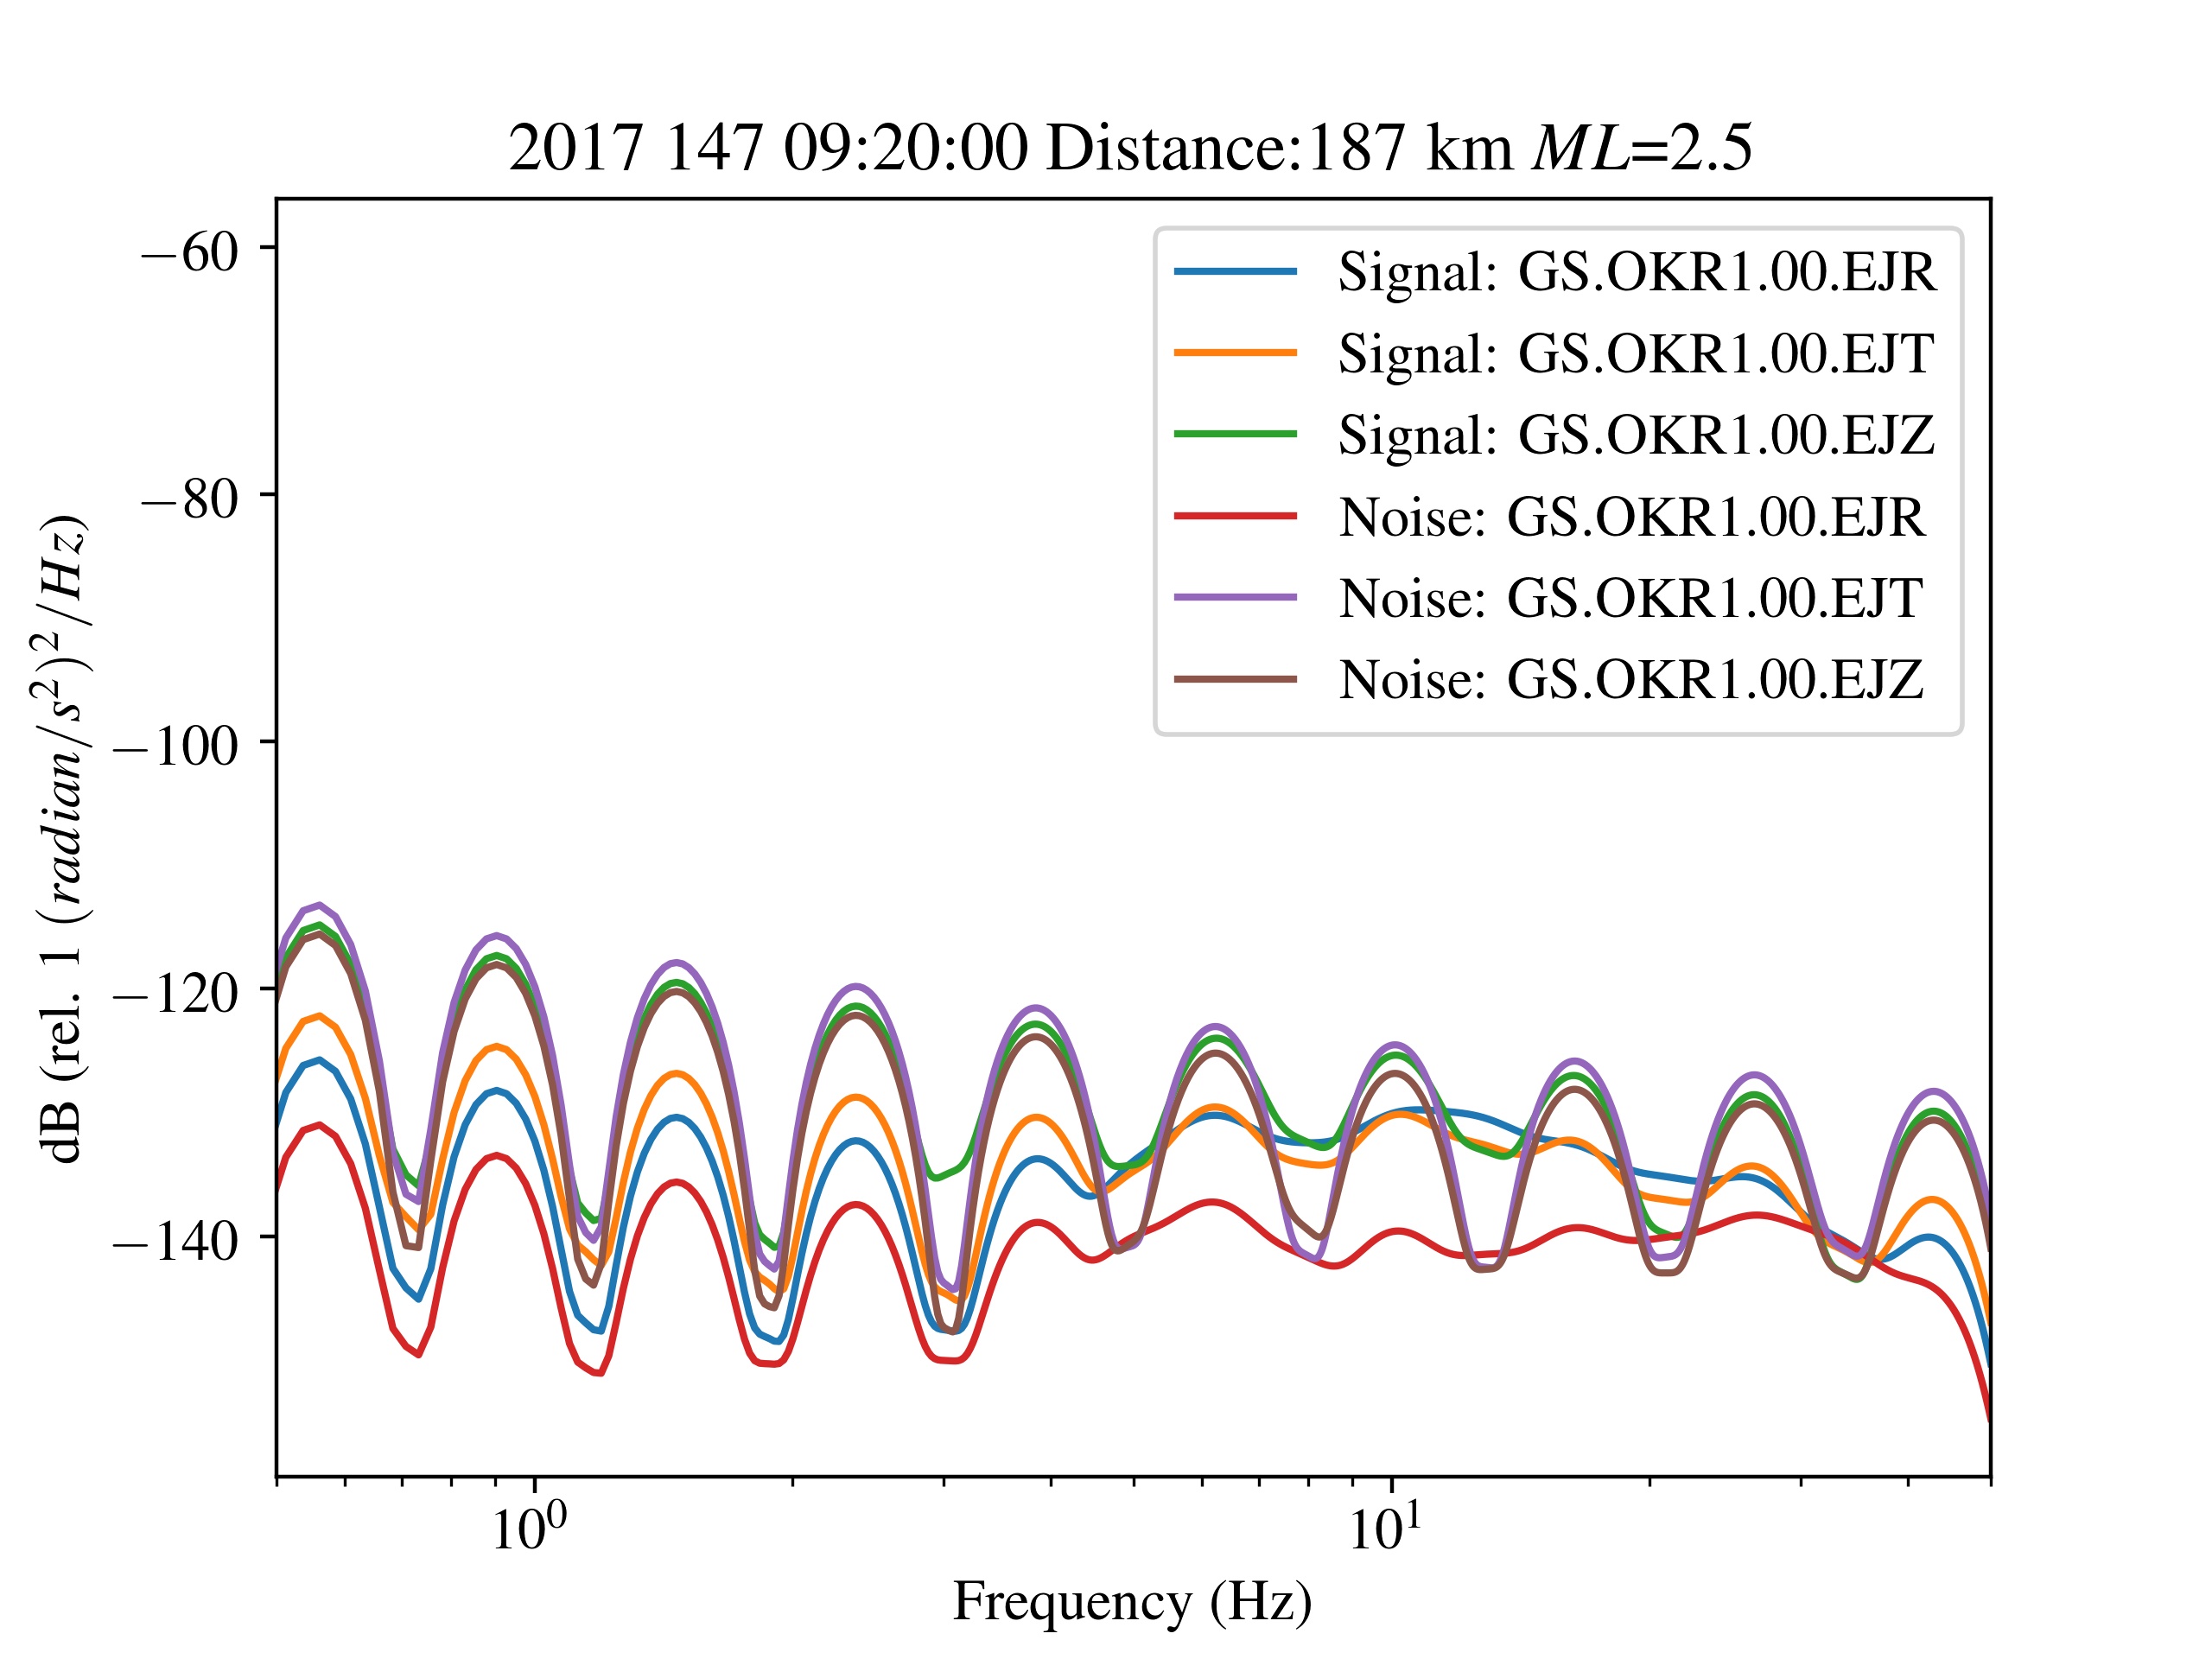 2017 147 09:20:00 Distance:187 km ML=2.5
dB (rel. 1 (radian/s²)²/Hz)
−60
−80
−100
−120
−140
Signal: GS.OKR1.00.EJR
Signal: GS.OKR1.00.EJT
Signal: GS.OKR1.00.EJZ
Noise: GS.OKR1.00.EJR
Noise: GS.OKR1.00.EJT
Noise: GS.OKR1.00.EJZ
10⁰ 10¹
Frequency (Hz)